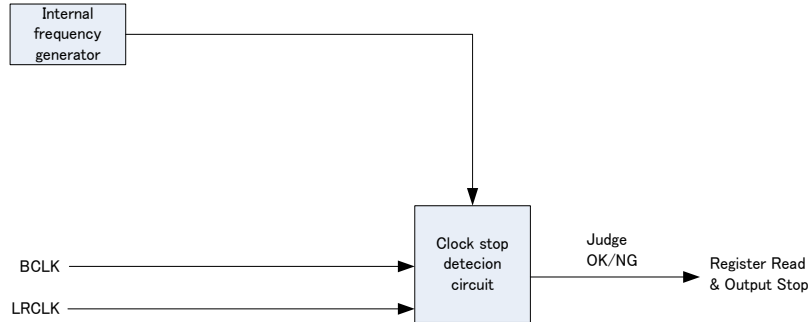 Internal
frequency
generator
Clock stop
detecion
circuit
Judge
OK/NG
Register Read
& Output Stop
BCLK
LRCLK